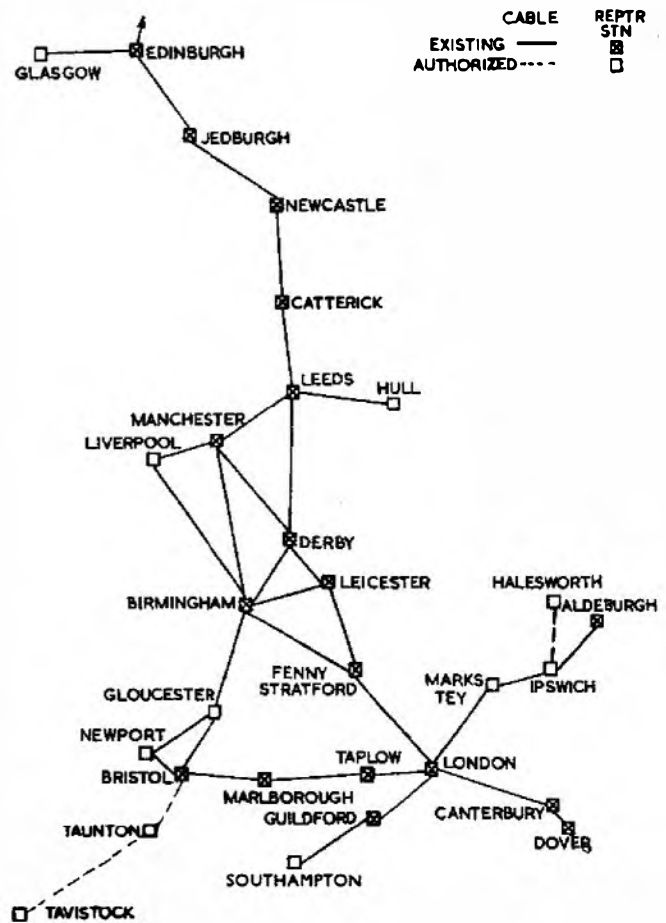 CABLE REPTR
STN
EXISTING
AUTHORIZED
EDINBURGH
GLASGOW
JEDBURGH
NEWCASTLE
CATTERICK
LEEDS
HULL
MANCHESTER
LIVERPOOL
DERBY
LEICESTER
HALESWORTH
ALDEBURGH
BIRMINGHAM
FENNY
STRATFORD
MARKS
TEY
IPSWICH
GLOUCESTER
NEWPORT
TAPLOW
LONDON
BRISTOL
MARLBOROUGH
CANTERBURY
GUILDFORD
TAUNTON
DOVER
SOUTHAMPTON
TAVISTOCK